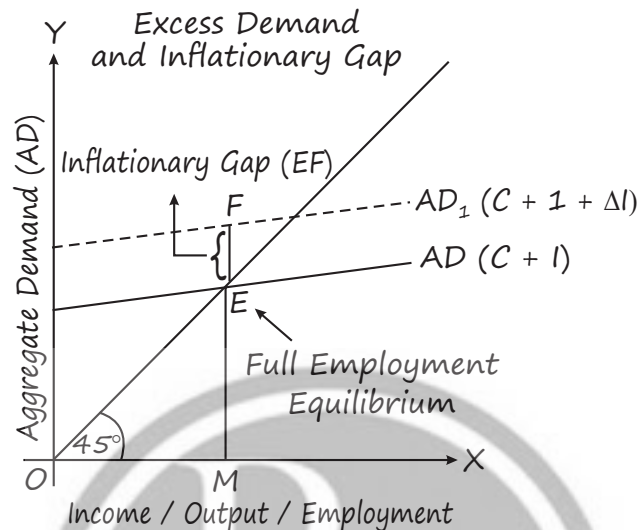 Y
Excess Demand
and Inflationary Gap
Aggregate Demand (AD)
Inflationary Gap (EF)
F
AD₁ (C + 1 + ΔI)
{
AD (C + I)
E
Full Employment
Equilibrium
45°
O
M
X
Income / Output / Employment